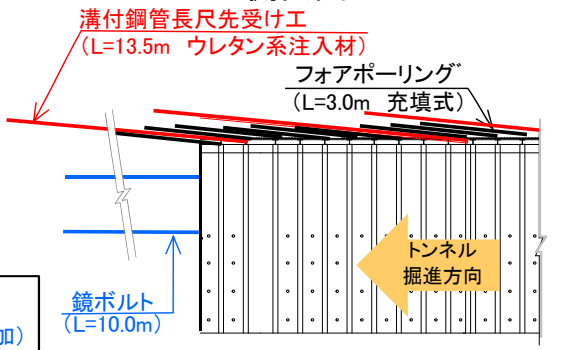 溝付鋼管長尺先受け工
（L=13.5m ウレタン系注入材）
フォアポーリング
（L=3.0m 充填式）
トンネル
掘進方向
鏡ボルト
（L=10.0m）
加）